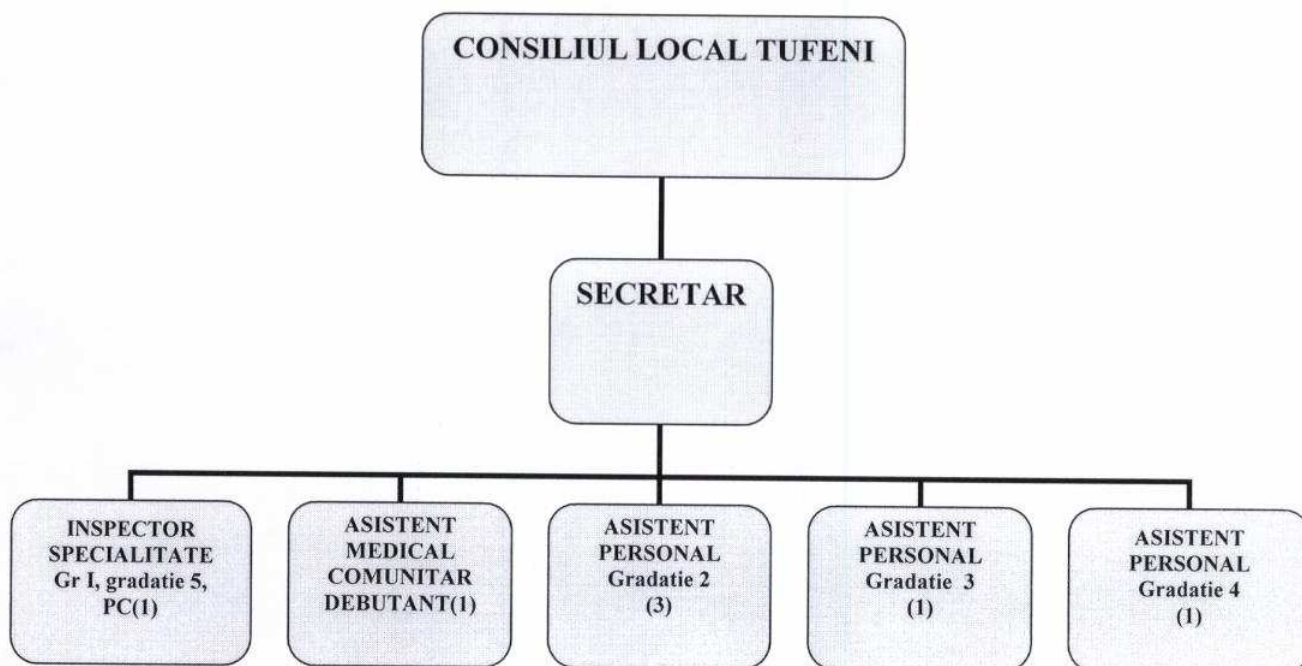 CONSILIUL LOCAL TUFENI
SECRETAR
INSPECTOR
SPECIALITATE
Gr I, gradatie 5,
PC(1)
ASISTENT
MEDICAL
COMUNITAR
DEBUTANT(1)
ASISTENT
PERSONAL
Gradatie 2
(3)
ASISTENT
PERSONAL
Gradatie 3
(1)
ASISTENT
PERSONAL
Gradatie 4
(1)